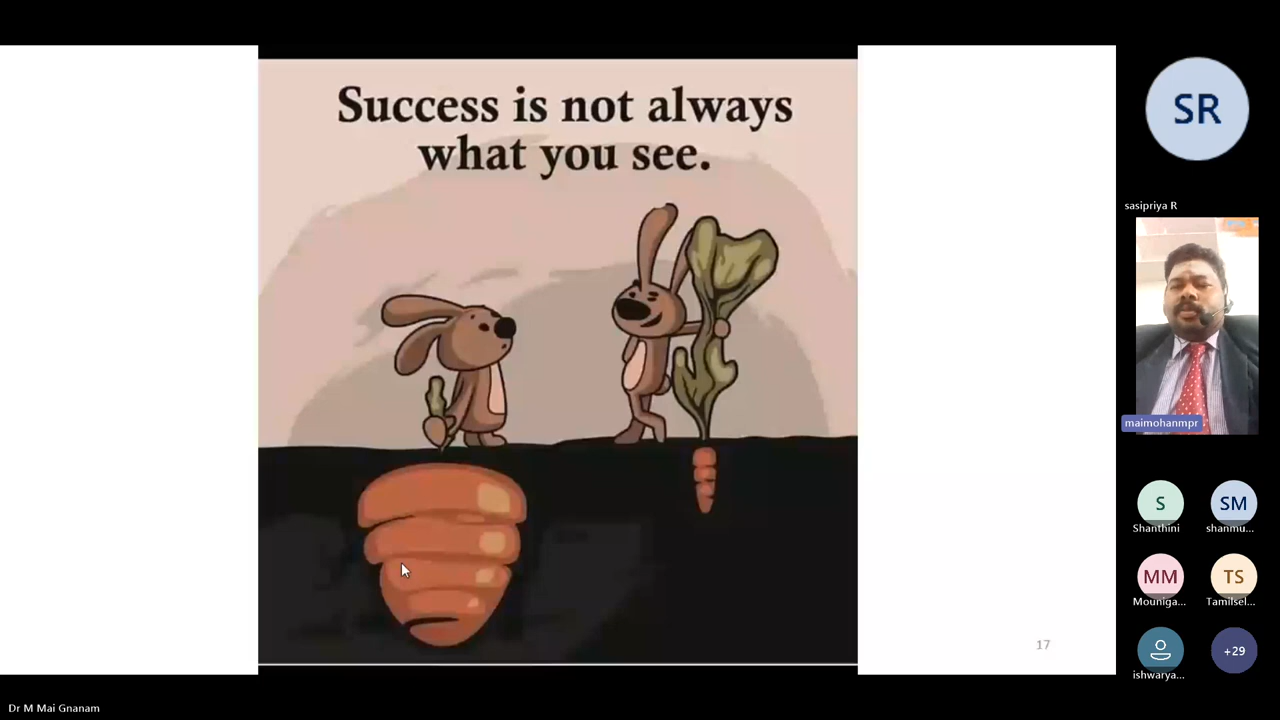 Success is not always
what you see.
17
SR
sasipriya R
maimohanmpr
S
SM
Shanthini
shanmu...
MM
TS
Mouniga...
Tamilsel...
+29
ishwarya...
Dr M Mai Gnanam